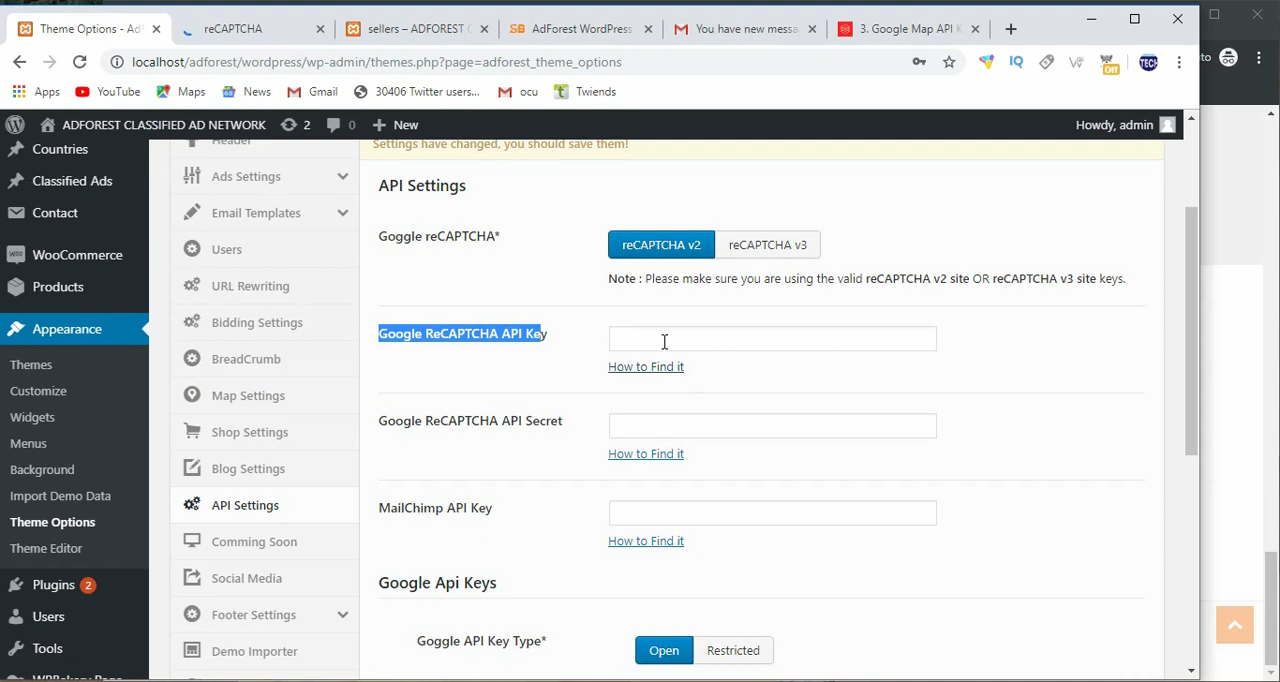 Theme Options - Ad
reCAPTCHA
sellers – ADFOREST C
SB AdForest WordPress
You have new messa
3. Google Map API K
localhost/adforest/wordpress/wp-admin/themes.php?page=adforest_theme_options
IQ
Off
TECH
Apps
YouTube
Maps
News
Gmail
30406 Twitter users...
ocu
Twiends
ADFOREST CLASSIFIED AD NETWORK
2
0
New
Howdy, admin
Countries
Classified Ads
Contact
WooCommerce
Products
Appearance
Themes
Customize
Widgets
Menus
Background
Import Demo Data
Theme Options
Theme Editor
Plugins 2
Users
Tools
WPBakery Page
Header
Ads Settings
Email Templates
Users
URL Rewriting
Bidding Settings
BreadCrumb
Map Settings
Shop Settings
Blog Settings
API Settings
Comming Soon
Social Media
Footer Settings
Demo Importer
Settings have changed, you should save them!
API Settings
Goggle reCAPTCHA*
reCAPTCHA v2
reCAPTCHA v3
Note : Please make sure you are using the valid reCAPTCHA v2 site OR reCAPTCHA v3 site keys.
Google ReCAPTCHA API Key
How to Find it
Google ReCAPTCHA API Secret
How to Find it
MailChimp API Key
How to Find it
Google Api Keys
Goggle API Key Type*
Open
Restricted